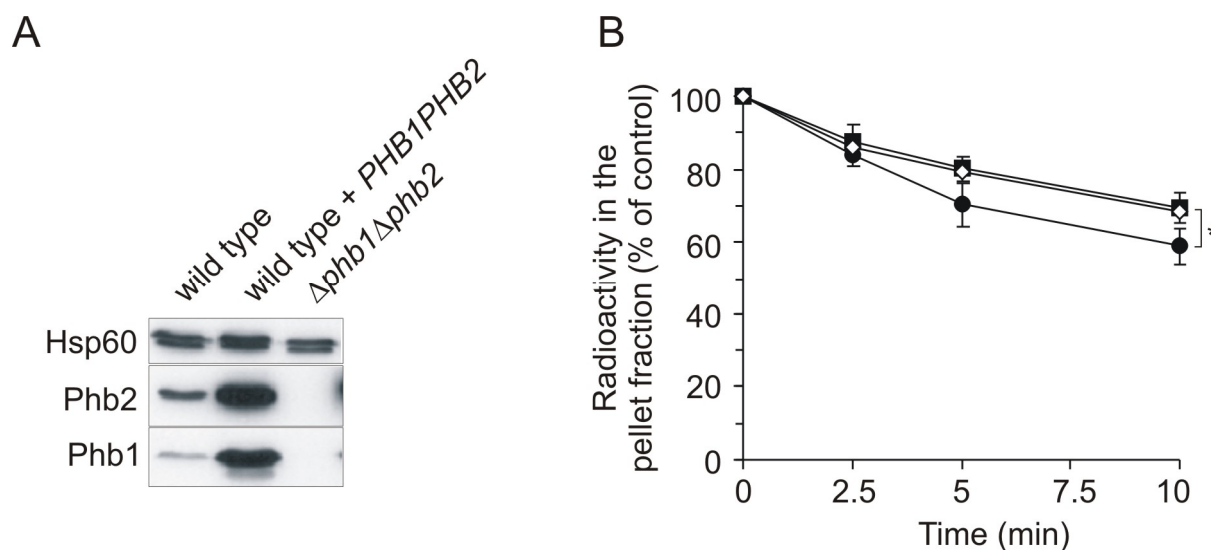 A
wild type
wild type + PHB1PHB2
Δphb1Δphb2
Hsp60
Phb2
Phb1
B
Radioactivity in the
pellet fraction (% of control)
100
80
60
40
20
0
0 2.5 5 7.5 10
Time (min)
*